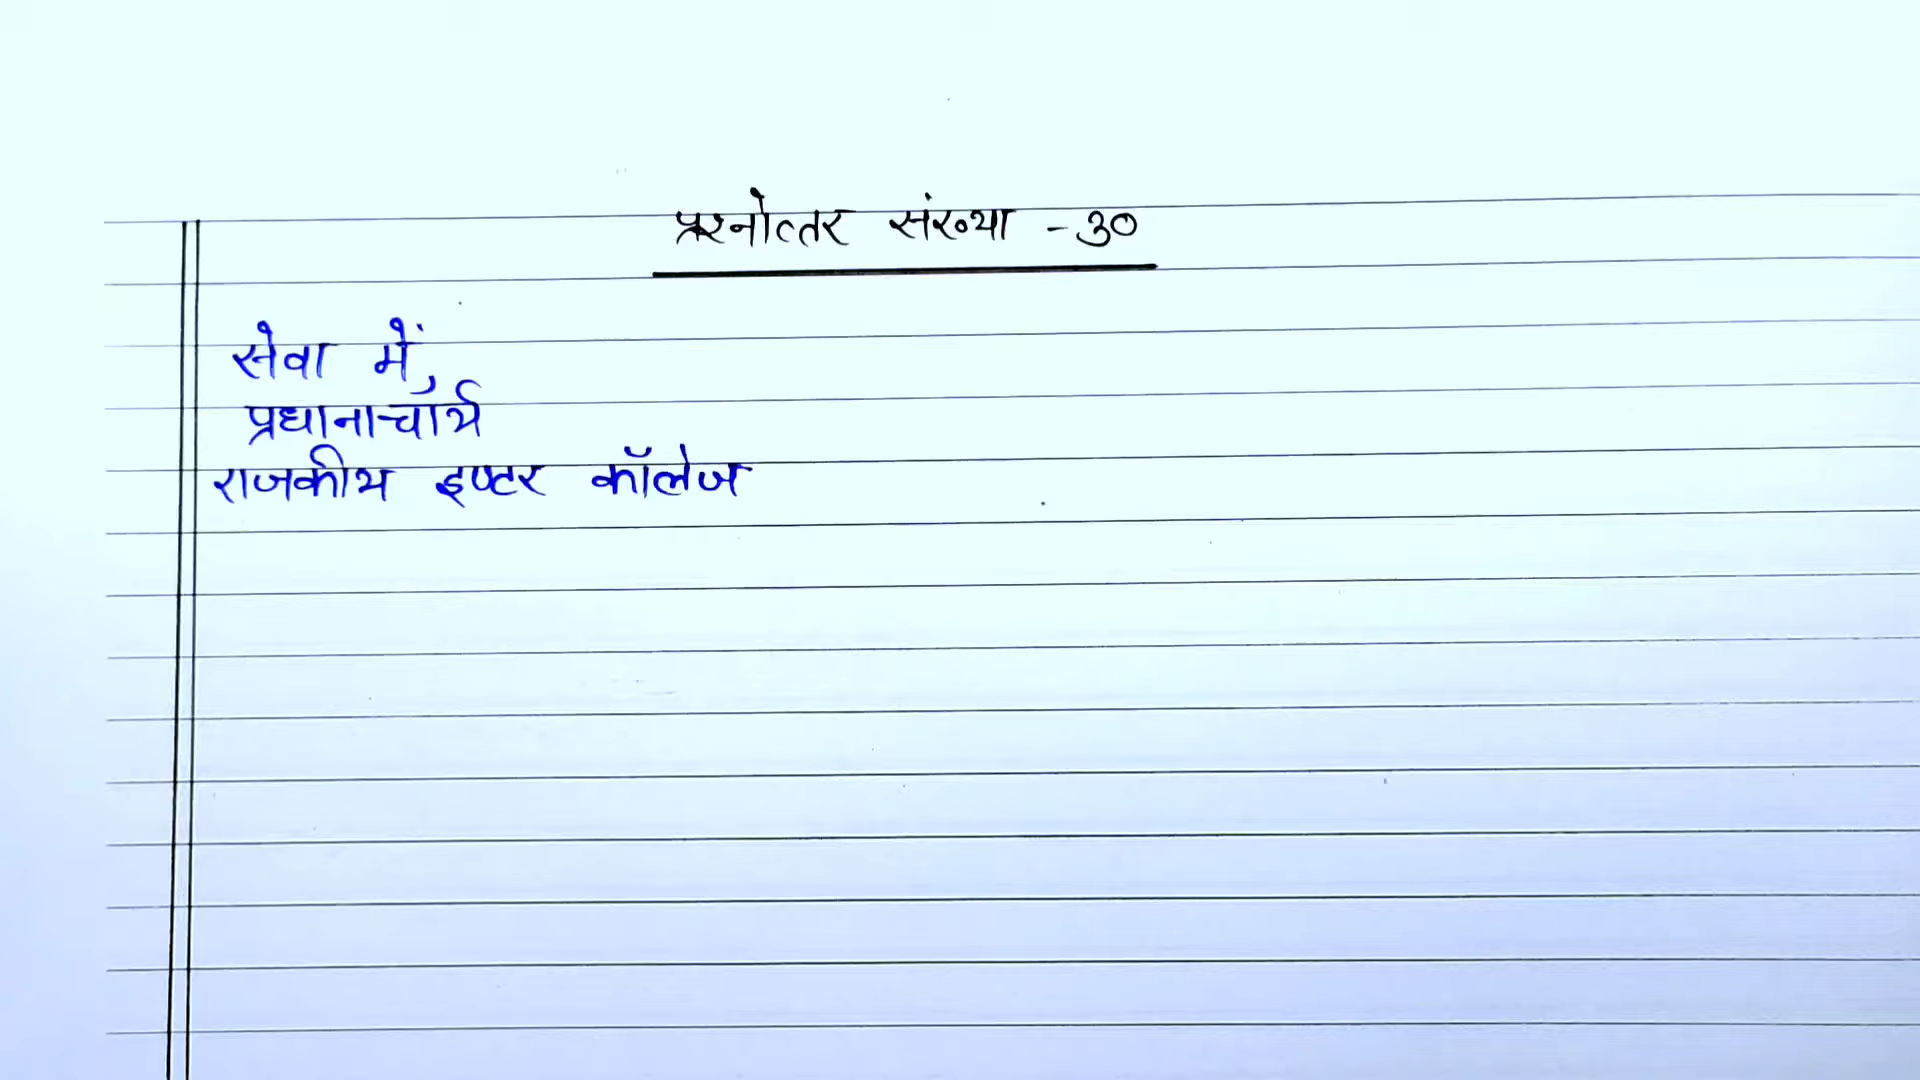 प्रश्नोत्तर संख्या -30
सेवा में,
प्रधानाचार्य
राजकीय इण्टर कॉलेज